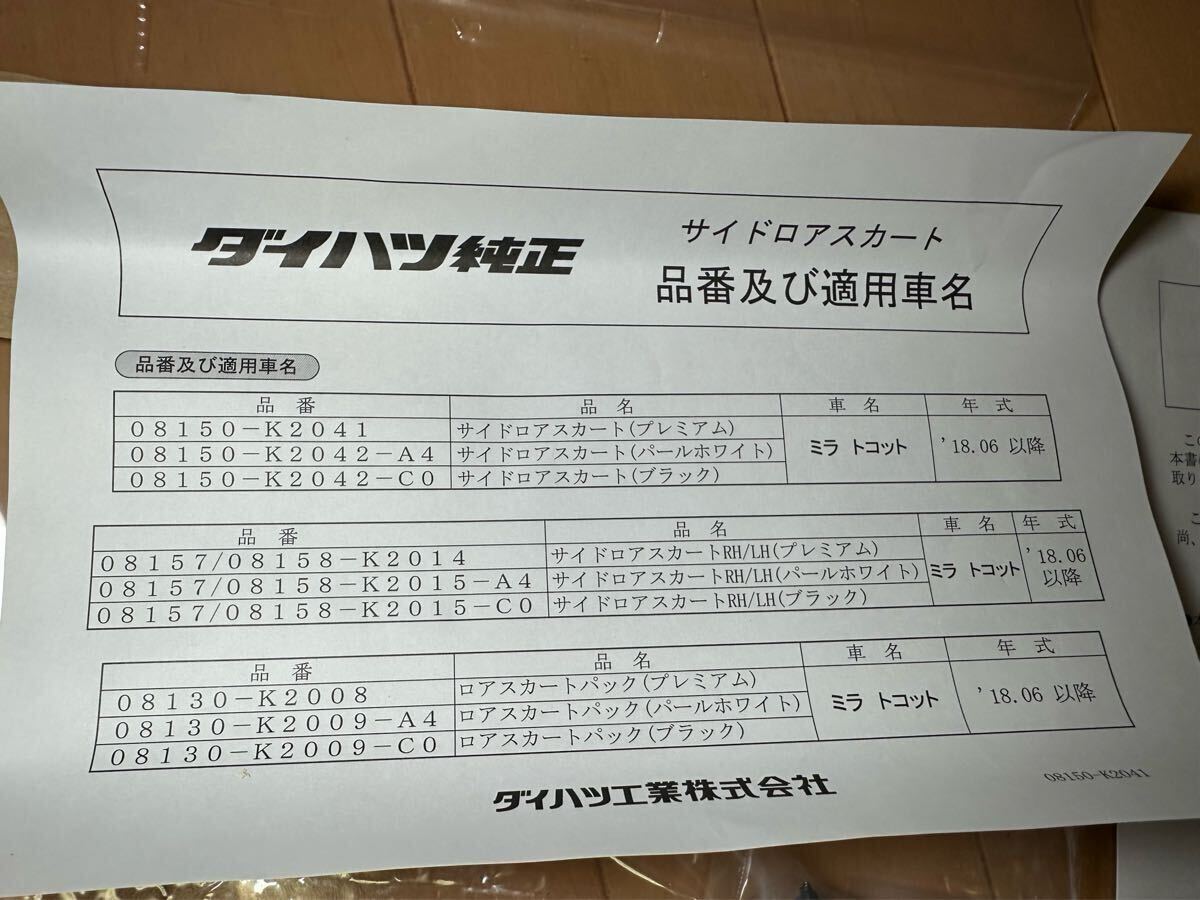 ダイハツ純正
サイドロアスカート
品番及び適用車名
品番及び適用車名
品 番 品 名 車 名 年 式
08150-K2041 サイドロアスカート(プレミアム) ミラ トコット '18.06 以降
08150-K2042-A4 サイドロアスカート(パールホワイト)
08150-K2042-C0 サイドロアスカート(ブラック)
品 番 品 名 車 名 年 式
08157/08158-K2014 サイドロアスカートRH/LH(プレミアム) ミラ トコット '18.06 以降
08157/08158-K2015-A4 サイドロアスカートRH/LH(パールホワイト)
08157/08158-K2015-C0 サイドロアスカートRH/LH(ブラック)
品 番 品 名 車 名 年 式
08130-K2008 ロアスカートパック(プレミアム) ミラ トコット '18.06 以降
08130-K2009-A4 ロアスカートパック(パールホワイト)
08130-K2009-C0 ロアスカートパック(ブラック)
ダイハツ工業株式会社
08150-K2041
本書
取り
尚、